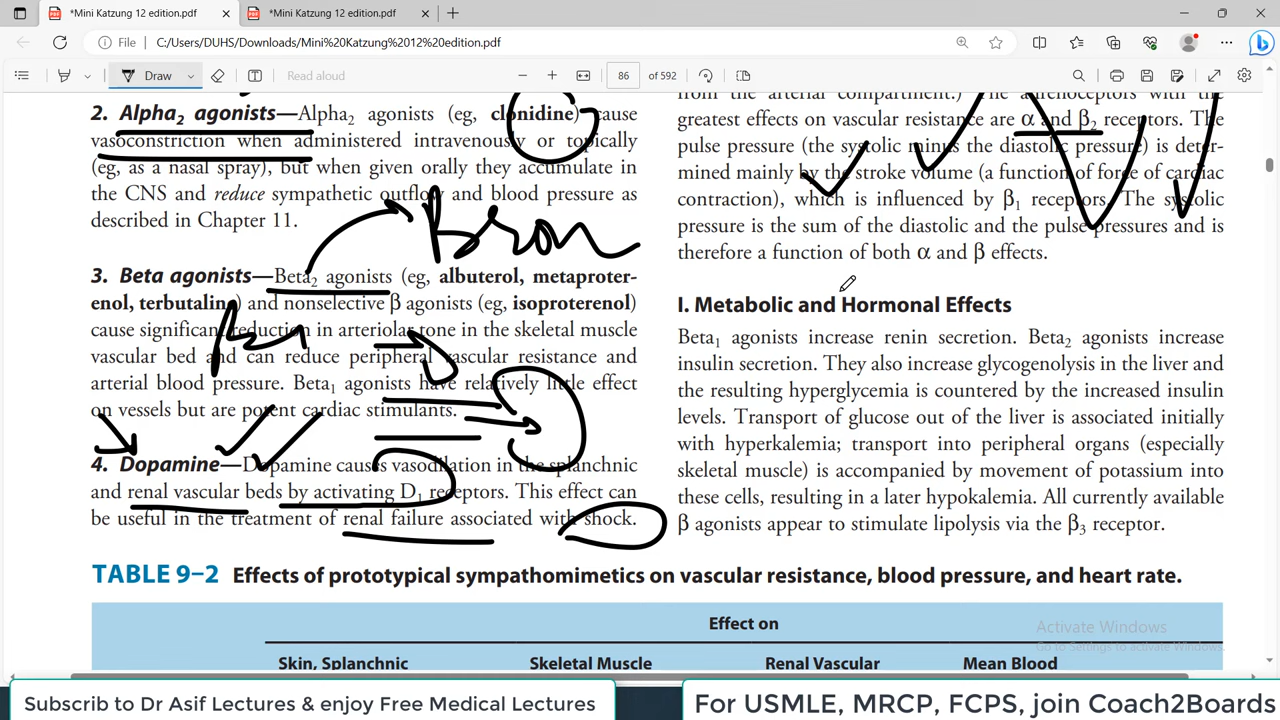 *Mini Katzung 12 edition.pdf
*Mini Katzung 12 edition.pdf
File C:/Users/DUHS/Downloads/Mini%20Katzung%2012%20edition.pdf
Draw Read aloud 86 of 592
2. Alpha2 agonists—Alpha2 agonists (eg, clonidine) cause
vasoconstriction when administered intravenously or topically
(eg, as a nasal spray), but when given orally they accumulate in
the CNS and reduce sympathetic outflow and blood pressure as
described in Chapter 11.
Bron
3. Beta agonists—Beta2 agonists (eg, albuterol, metaproter-
enol, terbutaline) and nonselective β agonists (eg, isoproterenol)
cause significant reduction in arteriolar tone in the skeletal muscle
vascular bed and can reduce peripheral vascular resistance and
arterial blood pressure. Beta1 agonists have relatively little effect
on vessels but are potent cardiac stimulants.
4. Dopamine—Dopamine causes vasodilation in the splanchnic
and renal vascular beds by activating D1 receptors. This effect can
be useful in the treatment of renal failure associated with shock.
from the arterial compartment.) The adrenoceptors with the
greatest effects on vascular resistance are α and β2 receptors. The
pulse pressure (the systolic minus the diastolic pressure) is deter-
mined mainly by the stroke volume (a function of force of cardiac
contraction), which is influenced by β1 receptors. The systolic
pressure is the sum of the diastolic and the pulse pressures and is
therefore a function of both α and β effects.
I. Metabolic and Hormonal Effects
Beta1 agonists increase renin secretion. Beta2 agonists increase
insulin secretion. They also increase glycogenolysis in the liver and
the resulting hyperglycemia is countered by the increased insulin
levels. Transport of glucose out of the liver is associated initially
with hyperkalemia; transport into peripheral organs (especially
skeletal muscle) is accompanied by movement of potassium into
these cells, resulting in a later hypokalemia. All currently available
β agonists appear to stimulate lipolysis via the β3 receptor.
TABLE 9–2 Effects of prototypical sympathomimetics on vascular resistance, blood pressure, and heart rate.
Effect on
Skin, Splanchnic Skeletal Muscle Renal Vascular Mean Blood
Activate Windows
Go to Settings to activate Windows.
Subscrib to Dr Asif Lectures & enjoy Free Medical Lectures
For USMLE, MRCP, FCPS, join Coach2Boards